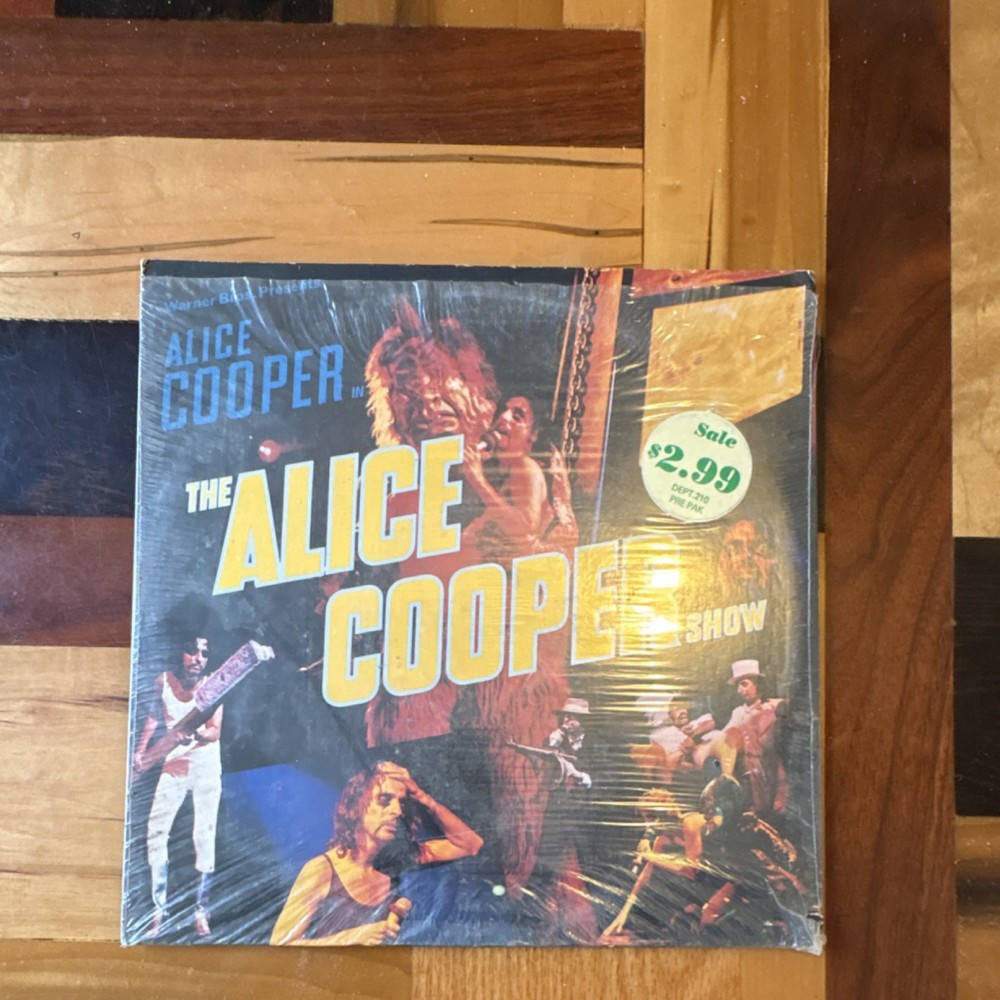 Warner Bros. Presents
ALICE
COOPER IN
THE ALICE
COOPER SHOW
Sale
$2.99
DEPT.210
PRE PAK